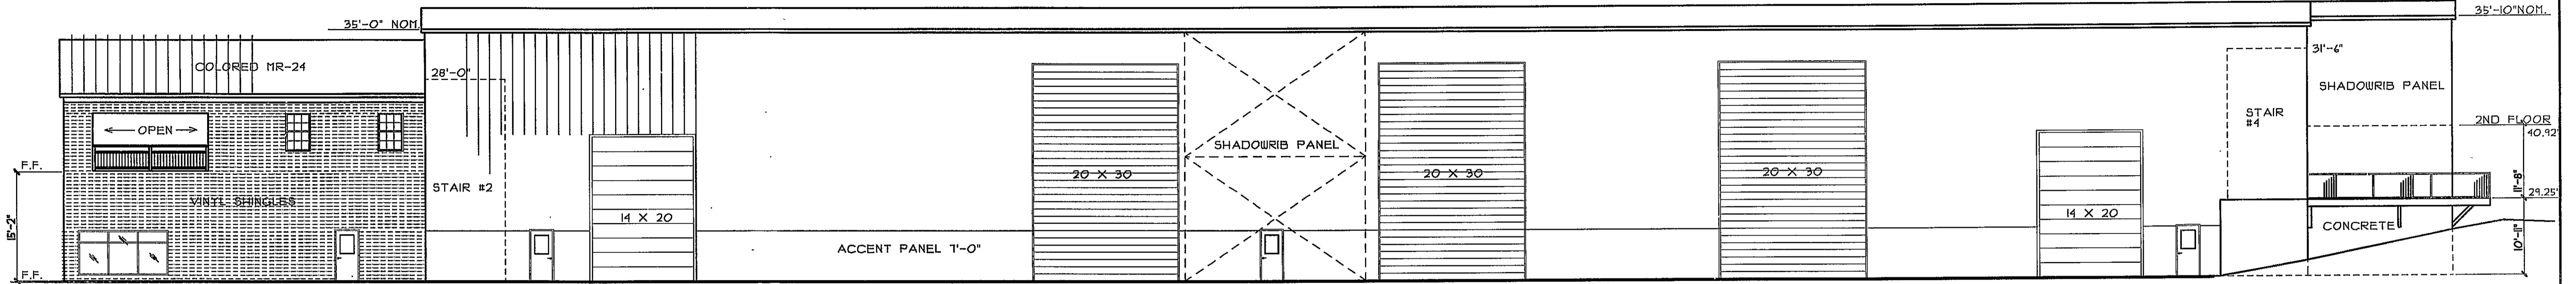 35'-0" NOM.
35'-10"NOM.
COLORED MR-24
28'-0"
31'-6"
SHADOWRIB PANEL
OPEN
STAIR
#4
2ND FLOOR
40.92'
SHADOWRIB PANEL
F.F.
20 X 30
20 X 30
20 X 30
STAIR #2
11'-8"
29.25'
VINYL SHINGLES
14 X 20
14 X 20
15'-2"
CONCRETE
ACCENT PANEL 7'-0"
10'-11"
F.F.